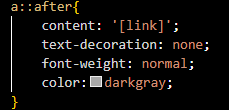 a::after{
    content: '[link]';
    text-decoration: none;
    font-weight: normal;
    color: darkgray;
}